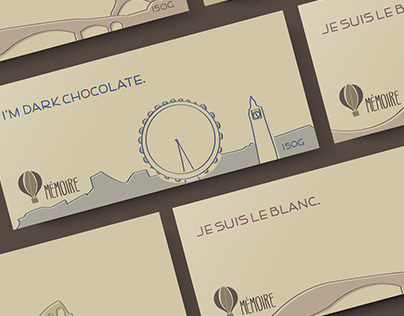 150G
I'M DARK CHOCOLATE.
JE SUIS LE B
MÉMOIRE
150G
MÉMOIRE
JE SUIS LE BLANC.
MÉMOIRE